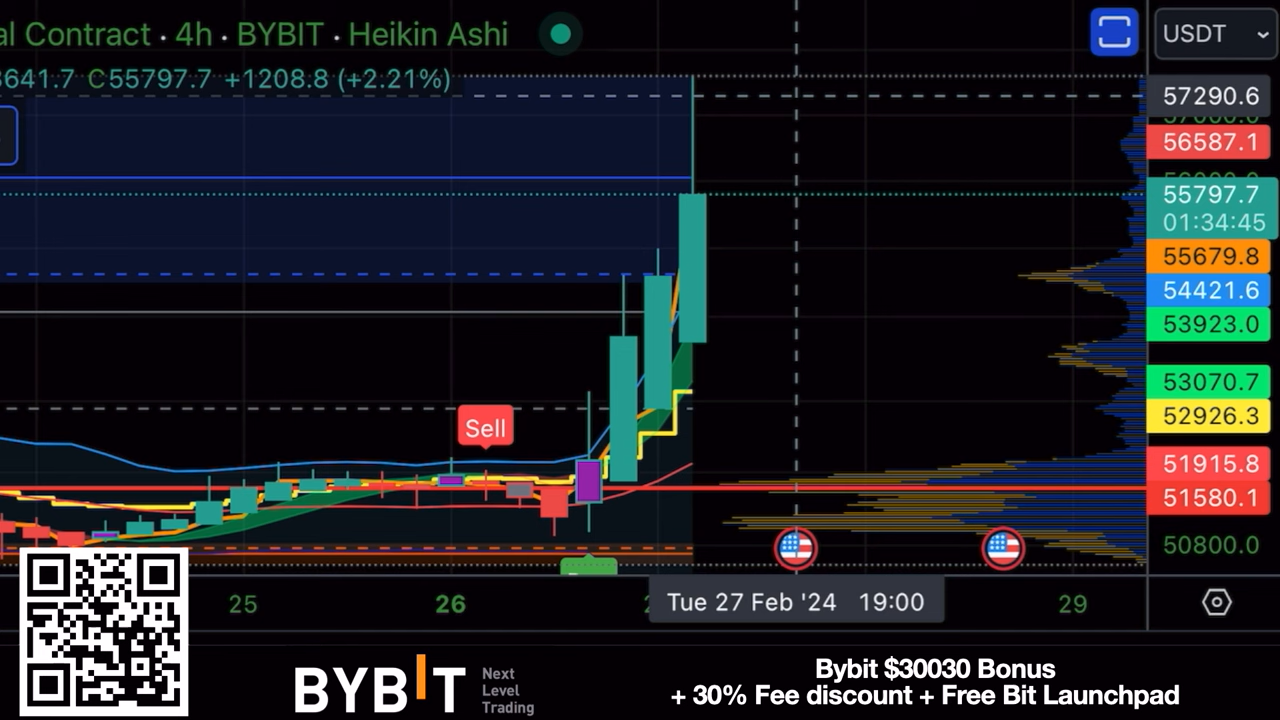 al Contract · 4h · BYBIT · Heikin Ashi
USDT
641.7 C55797.7 +1208.8 (+2.21%)
57290.6
56587.1
55797.7
01:34:45
55679.8
54421.6
53923.0
53070.7
52926.3
Sell
51915.8
51580.1
50800.0
25
26
Tue 27 Feb '24 19:00
29
BYBIT
Next
Level
Trading
Bybit $30030 Bonus
+ 30% Fee discount + Free Bit Launchpad